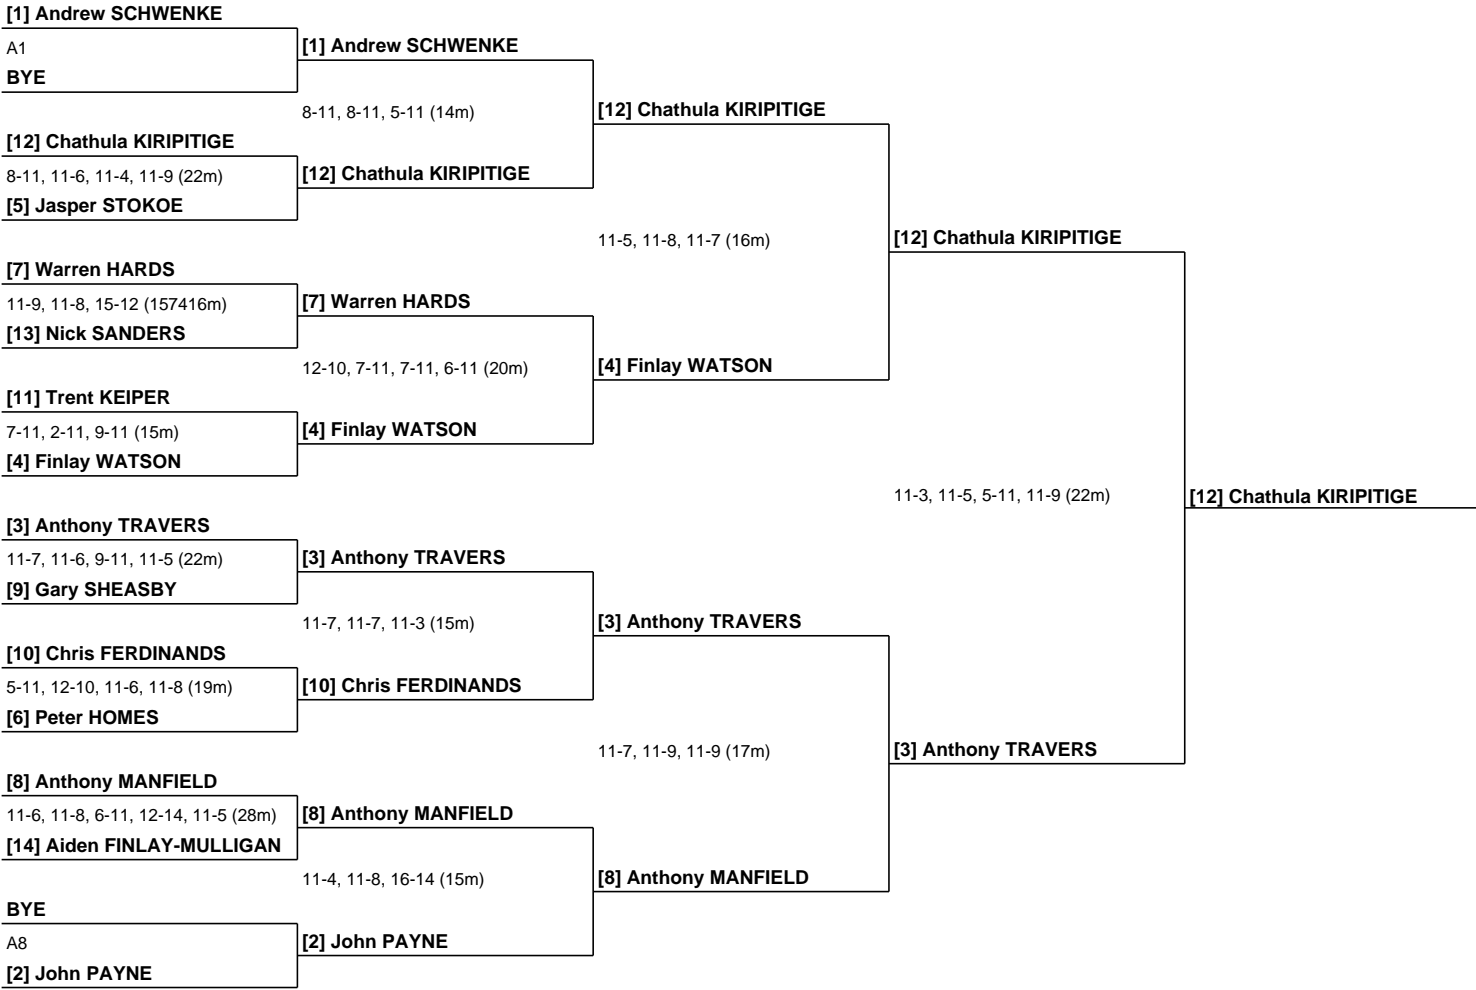 [1] Andrew SCHWENKE
A1
BYE
[12] Chathula KIRIPITIGE
8-11, 11-6, 11-4, 11-9 (22m)
[5] Jasper STOKOE
[7] Warren HARDS
11-9, 11-8, 15-12 (157416m)
[13] Nick SANDERS
[11] Trent KEIPER
7-11, 2-11, 9-11 (15m)
[4] Finlay WATSON
[3] Anthony TRAVERS
11-7, 11-6, 9-11, 11-5 (22m)
[9] Gary SHEASBY
[10] Chris FERDINANDS
5-11, 12-10, 11-6, 11-8 (19m)
[6] Peter HOMES
[8] Anthony MANFIELD
11-6, 11-8, 6-11, 12-14, 11-5 (28m)
[14] Aiden FINLAY-MULLIGAN
BYE
A8
[2] John PAYNE
[1] Andrew SCHWENKE
8-11, 8-11, 5-11 (14m)
[12] Chathula KIRIPITIGE
[7] Warren HARDS
12-10, 7-11, 7-11, 6-11 (20m)
[4] Finlay WATSON
[3] Anthony TRAVERS
11-7, 11-7, 11-3 (15m)
[10] Chris FERDINANDS
[8] Anthony MANFIELD
11-4, 11-8, 16-14 (15m)
[2] John PAYNE
[12] Chathula KIRIPITIGE
11-5, 11-8, 11-7 (16m)
[4] Finlay WATSON
[3] Anthony TRAVERS
11-7, 11-9, 11-9 (17m)
[8] Anthony MANFIELD
[12] Chathula KIRIPITIGE
11-3, 11-5, 5-11, 11-9 (22m)
[3] Anthony TRAVERS
[12] Chathula KIRIPITIGE